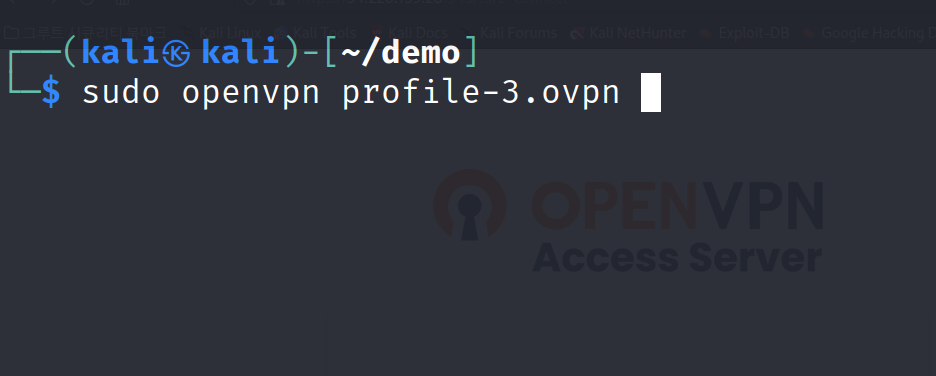 Kali Linux Kali Tools Kali Docs Kali Forums Kali NetHunter Exploit-DB Google Hacking D
┌──(kali㉿kali)-[~/demo]
└─$ sudo openvpn profile-3.ovpn
OPENVPN
Access Server